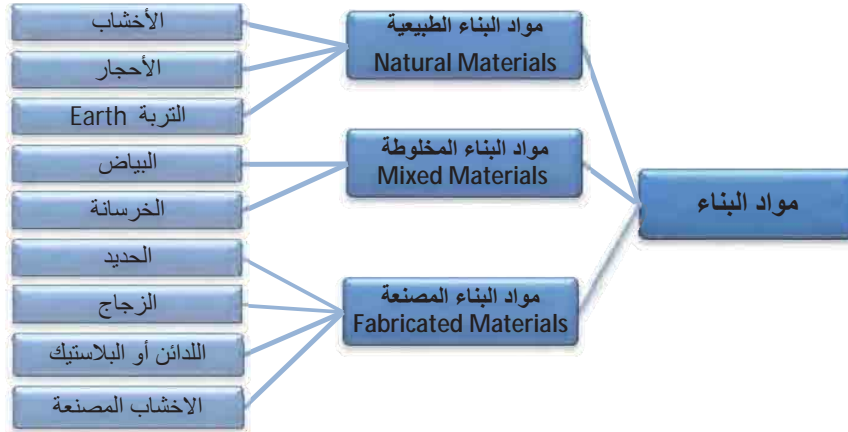 مواد البناء
مواد البناء الطبيعية
Natural Materials
الأخشاب
الأحجار
التربة Earth
مواد البناء المخلوطة
Mixed Materials
البياض
الخرسانة
مواد البناء المصنعة
Fabricated Materials
الحديد
الزجاج
اللدائن أو البلاستيك
الاخشاب المصنعة